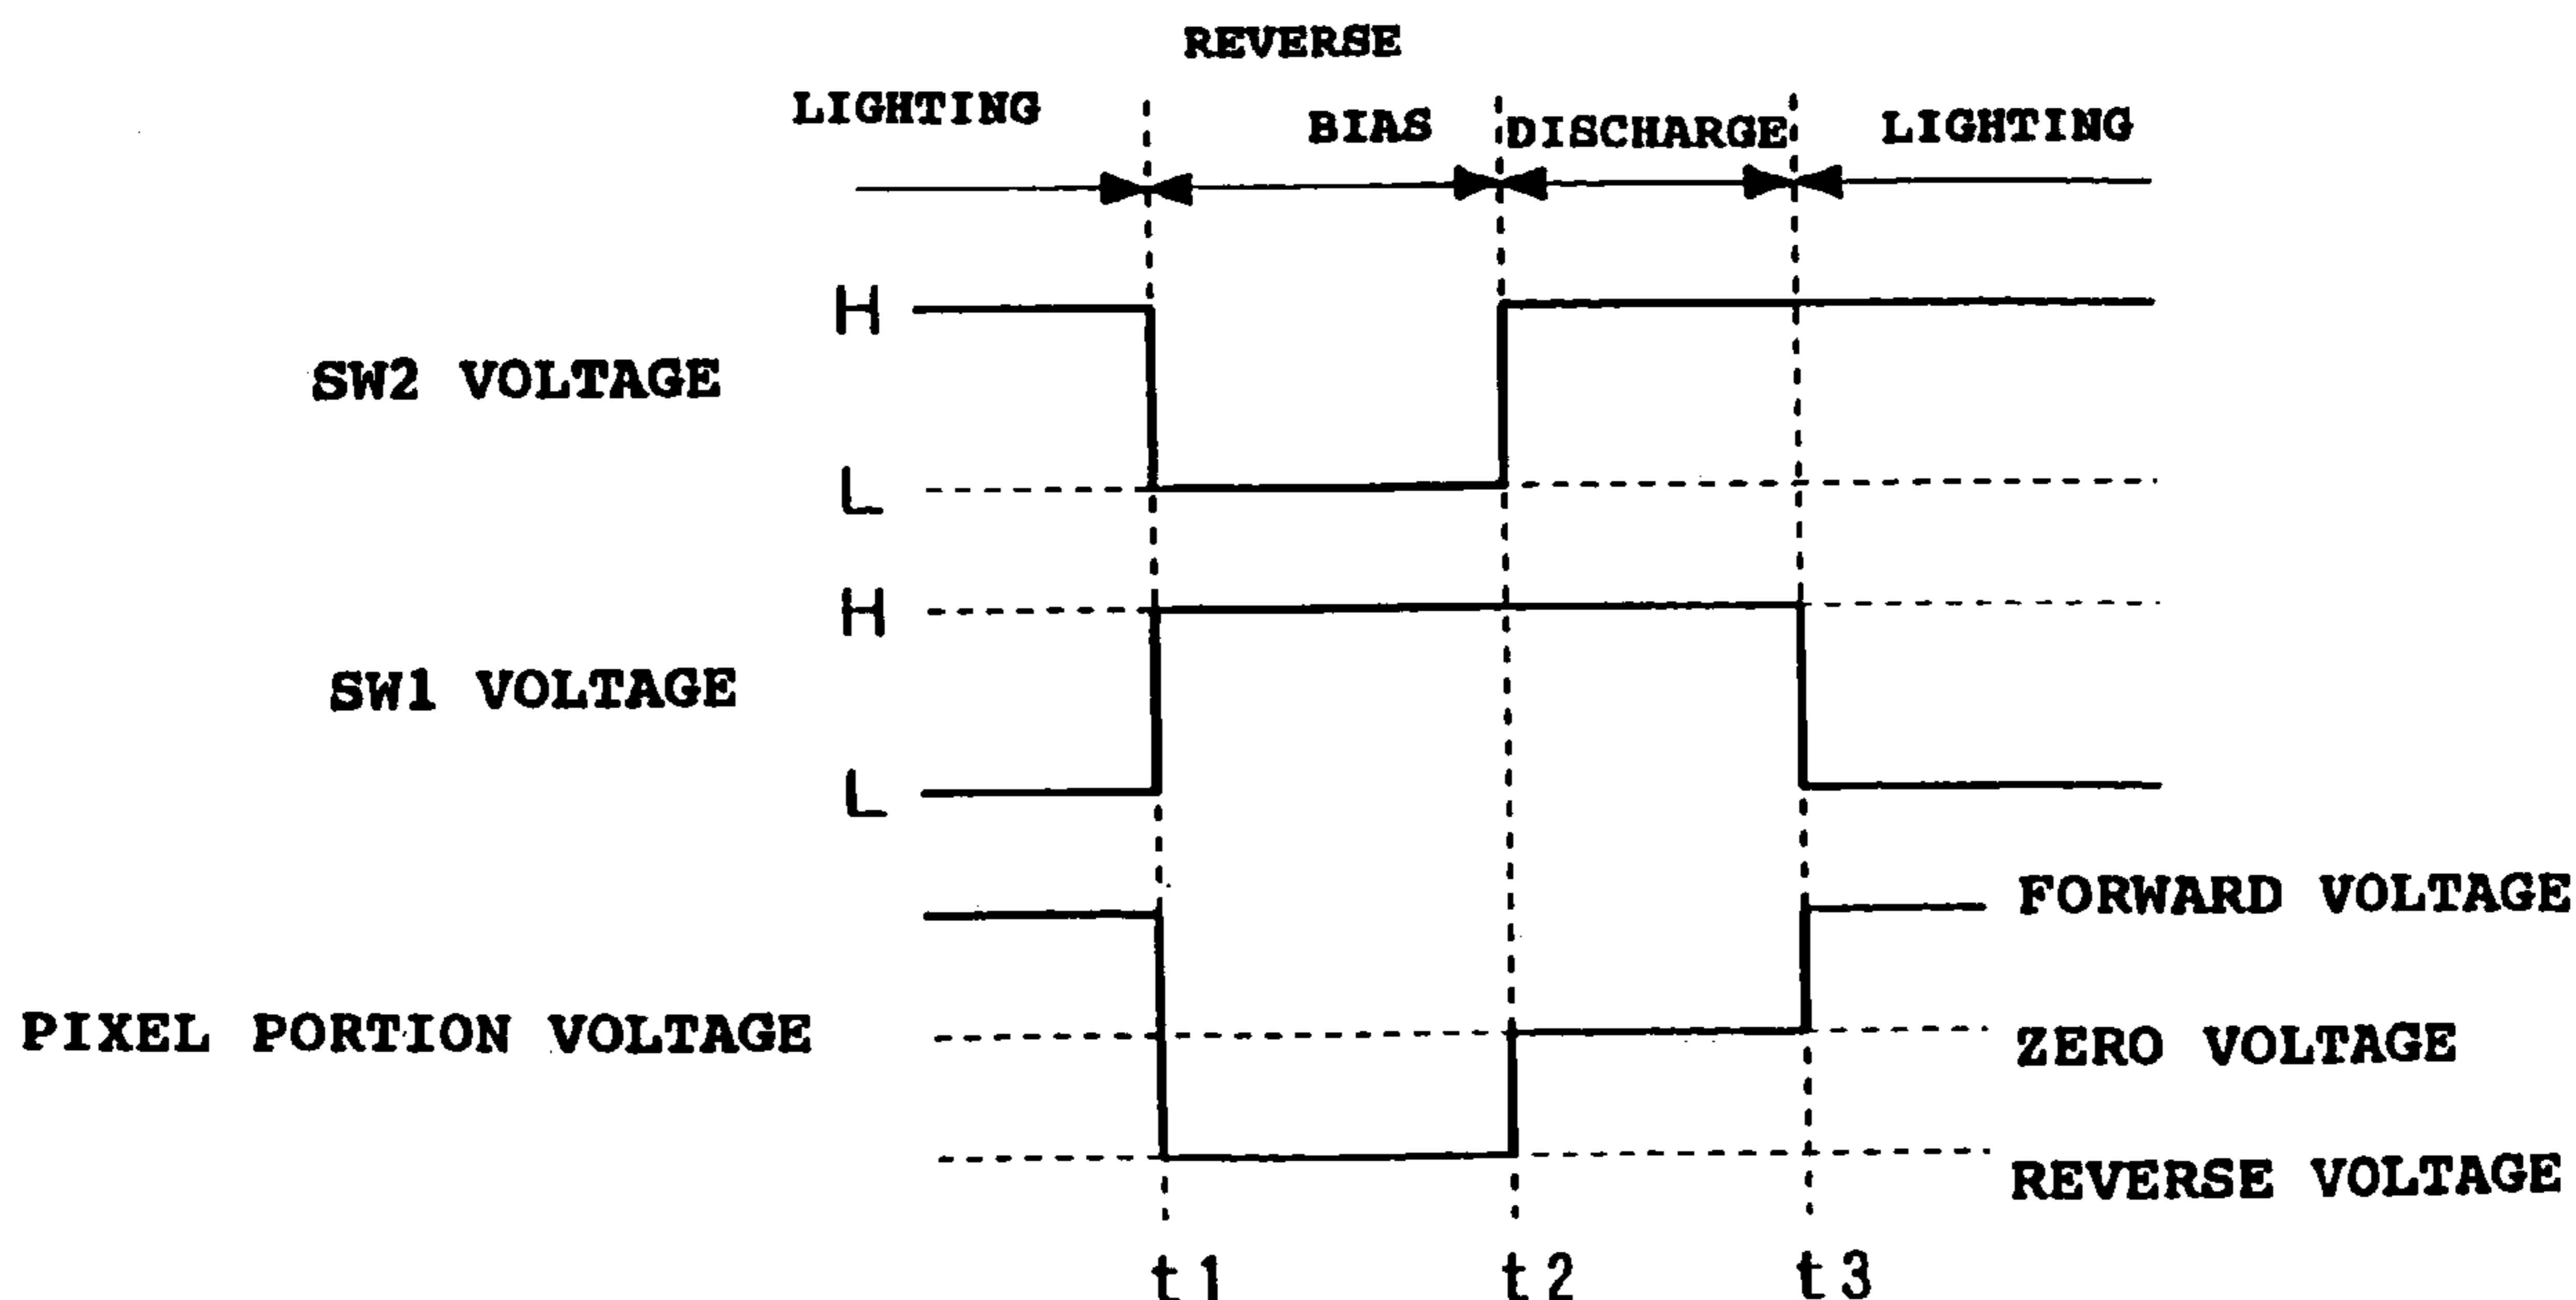 REVERSE
LIGHTING BIAS DISCHARGE LIGHTING
H
SW2 VOLTAGE
L
H
SW1 VOLTAGE
L
FORWARD VOLTAGE
PIXEL PORTION VOLTAGE
ZERO VOLTAGE
REVERSE VOLTAGE
t1 t2 t3